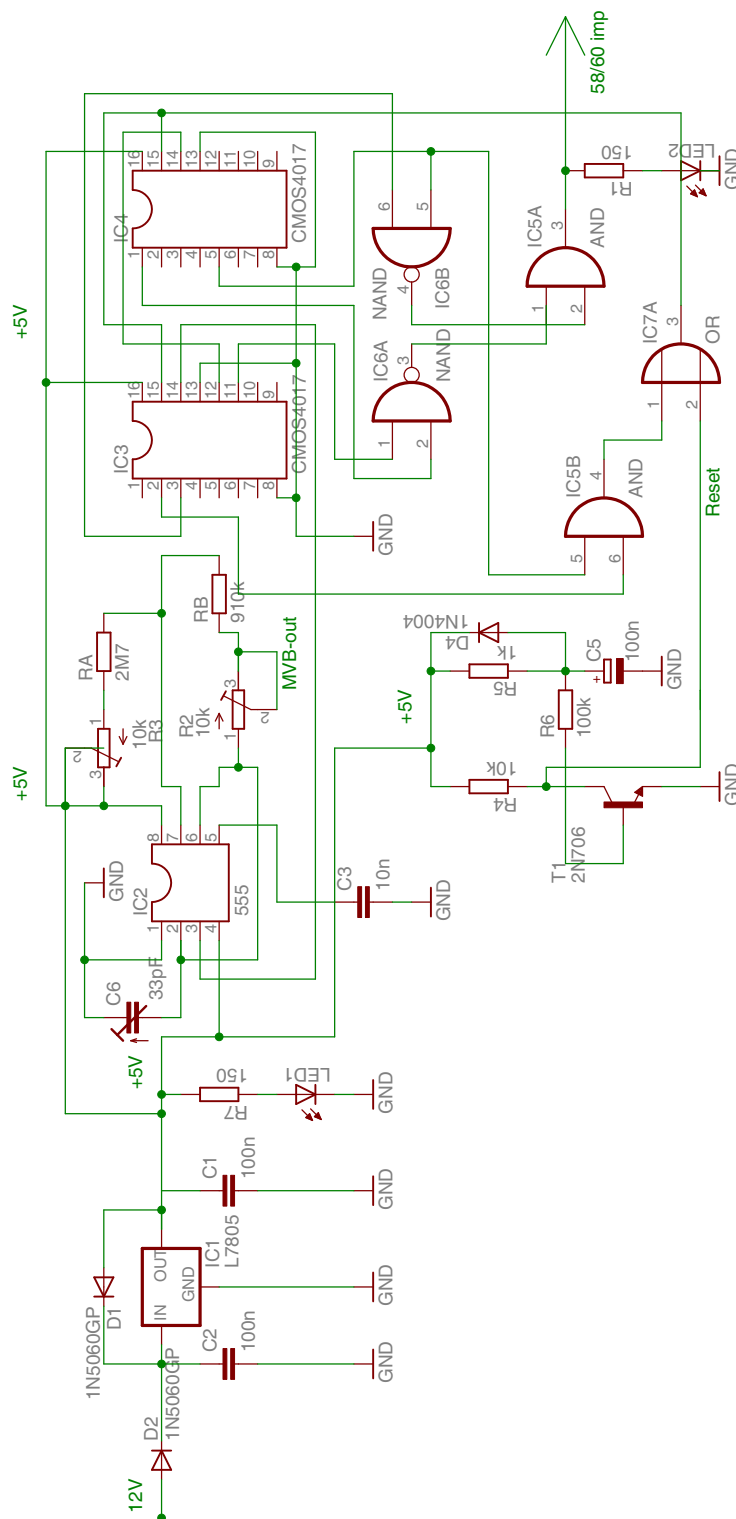 58/60 imp
16
15
14
13
12
11
10
9
IC4
CMOS4017
1
2
3
4
5
6
7
8
+5V
16
15
14
13
12
11
10
9
IC3
CMOS4017
1
2
3
4
5
6
7
8
GND
6
5
NAND
4
IC6B
IC6A
3
NAND
1
2
IC5A
3
AND
1
2
R1
150
LED2
GND
IC7A
3
OR
1
2
IC5B
4
AND
5
6
Reset
RA
2M7
RB
910k
MVB-out
+5V
1
2
3
10k
R3
R2
10k
3
2
1
8
7
6
5
IC2
555
1
2
3
4
GND
C3
10n
GND
C6
33pF
+5V
D4
1N4004
1k
R5
C5
+
100n
GND
+5V
R6
100k
10k
R4
T1
2N706
GND
R7
150
LED1
GND
C1
100n
GND
OUT
IN
GND
IC1
L7805
GND
D1
1N5060GP
C2
100n
GND
D2
1N5060GP
12V